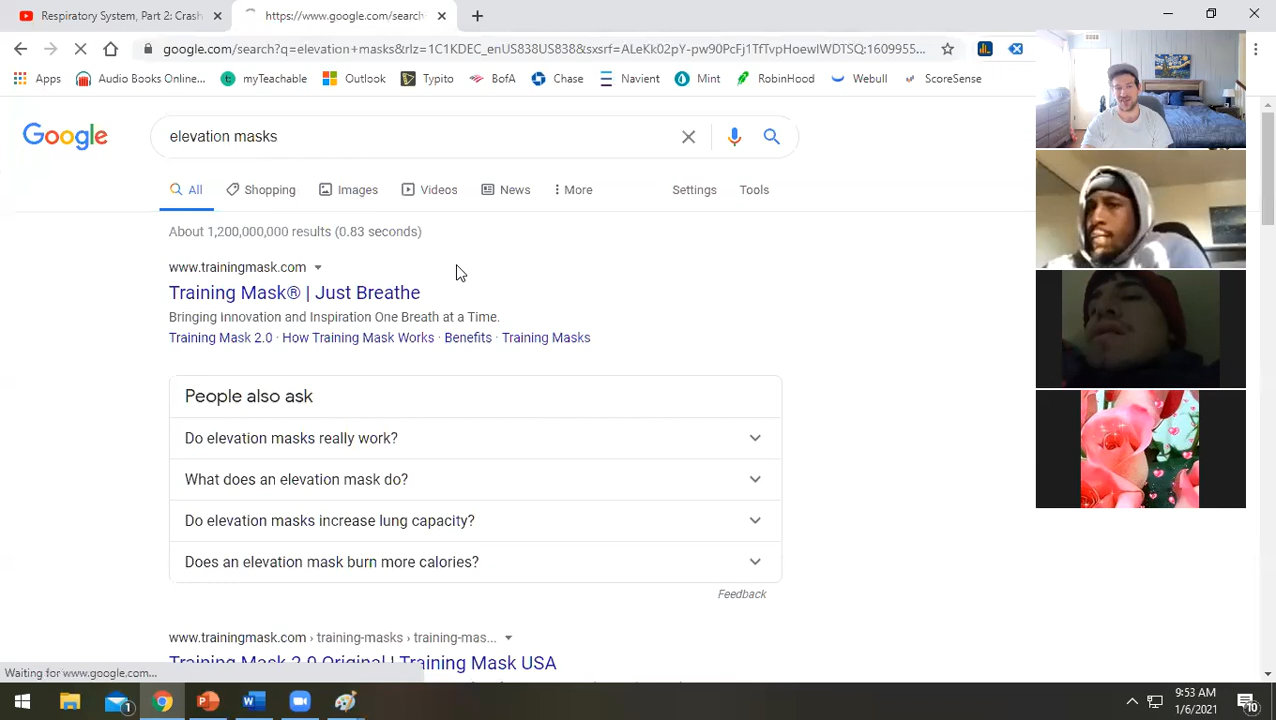 Respiratory System, Part 2: Crash
https://www.google.com/search
google.com/search?q=elevation+masks&rlz=1C1KDEC_enUS838US838&sxsrf=ALeKk02pY-pw90PcFj1TfTvpHoewIWDTSQ:1609955...
Apps
Audio Books Online...
myTeachable
Outlook
Typito
BofA
Chase
Navient
Mint
RobinHood
Webull
ScoreSense
Google
elevation masks
All
Shopping
Images
Videos
News
More
Settings
Tools
About 1,200,000,000 results (0.83 seconds)
www.trainingmask.com
Training Mask® | Just Breathe
Bringing Innovation and Inspiration One Breath at a Time.
Training Mask 2.0 · How Training Mask Works · Benefits · Training Masks
People also ask
Do elevation masks really work?
What does an elevation mask do?
Do elevation masks increase lung capacity?
Does an elevation mask burn more calories?
Feedback
www.trainingmask.com › training-masks › training-mas...
Training Mask 2.0 Original | Training Mask USA
Waiting for www.google.com...
1
9:53 AM
1/6/2021
10